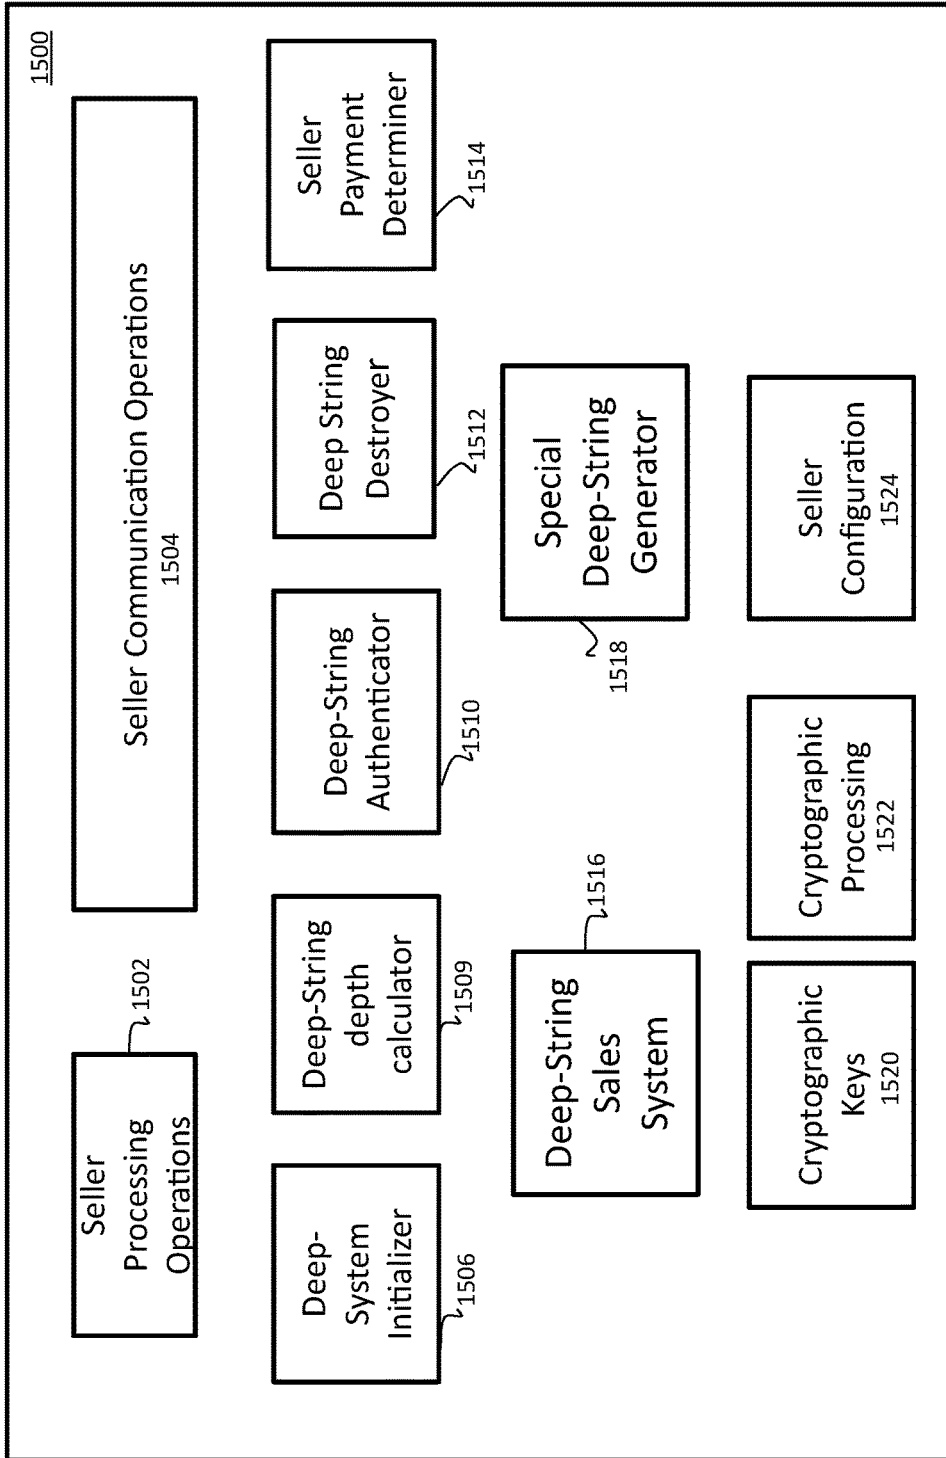 1500
Seller
Processing
Operations
1502
Seller Communication Operations
1504
Deep-
System
Initializer
1506
Deep-String
depth
calculator
1509
Deep-String
Authenticator
1510
Deep String
Destroyer
1512
Seller
Payment
Determiner
1514
Deep-String
Sales
System
1516
Special
Deep-String
Generator
1518
Cryptographic
Keys
1520
Cryptographic
Processing
1522
Seller
Configuration
1524